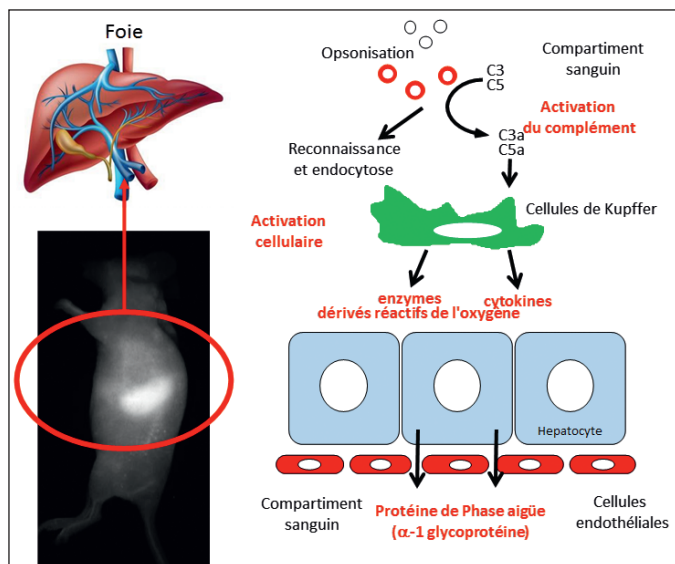 Foie
Opsonisation
C3
C5
Compartiment
sanguin
Activation
du complément
C3a
C5a
Reconnaissance
et endocytose
Cellules de Kupffer
Activation
cellulaire
enzymes
cytokines
dérivés réactifs de l'oxygène
Hepatocyte
Compartiment
sanguin
Protéine de Phase aigüe
(α-1 glycoprotéine)
Cellules
endothéliales